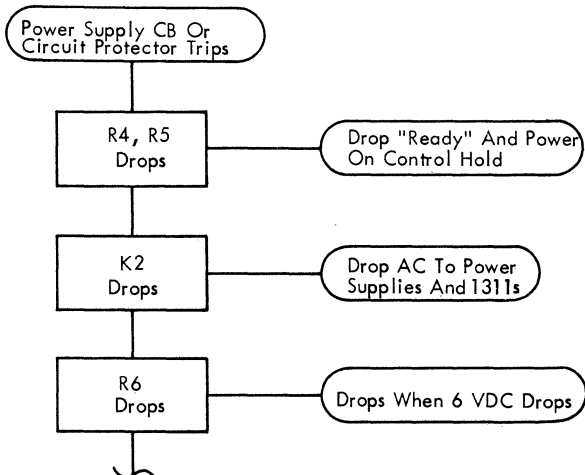 Power Supply CB Or
Circuit Protector Trips
R4, R5
Drops
Drop "Ready" And Power
On Control Hold
K2
Drops
Drop AC To Power
Supplies And 1311s
R6
Drops
Drops When 6 VDC Drops